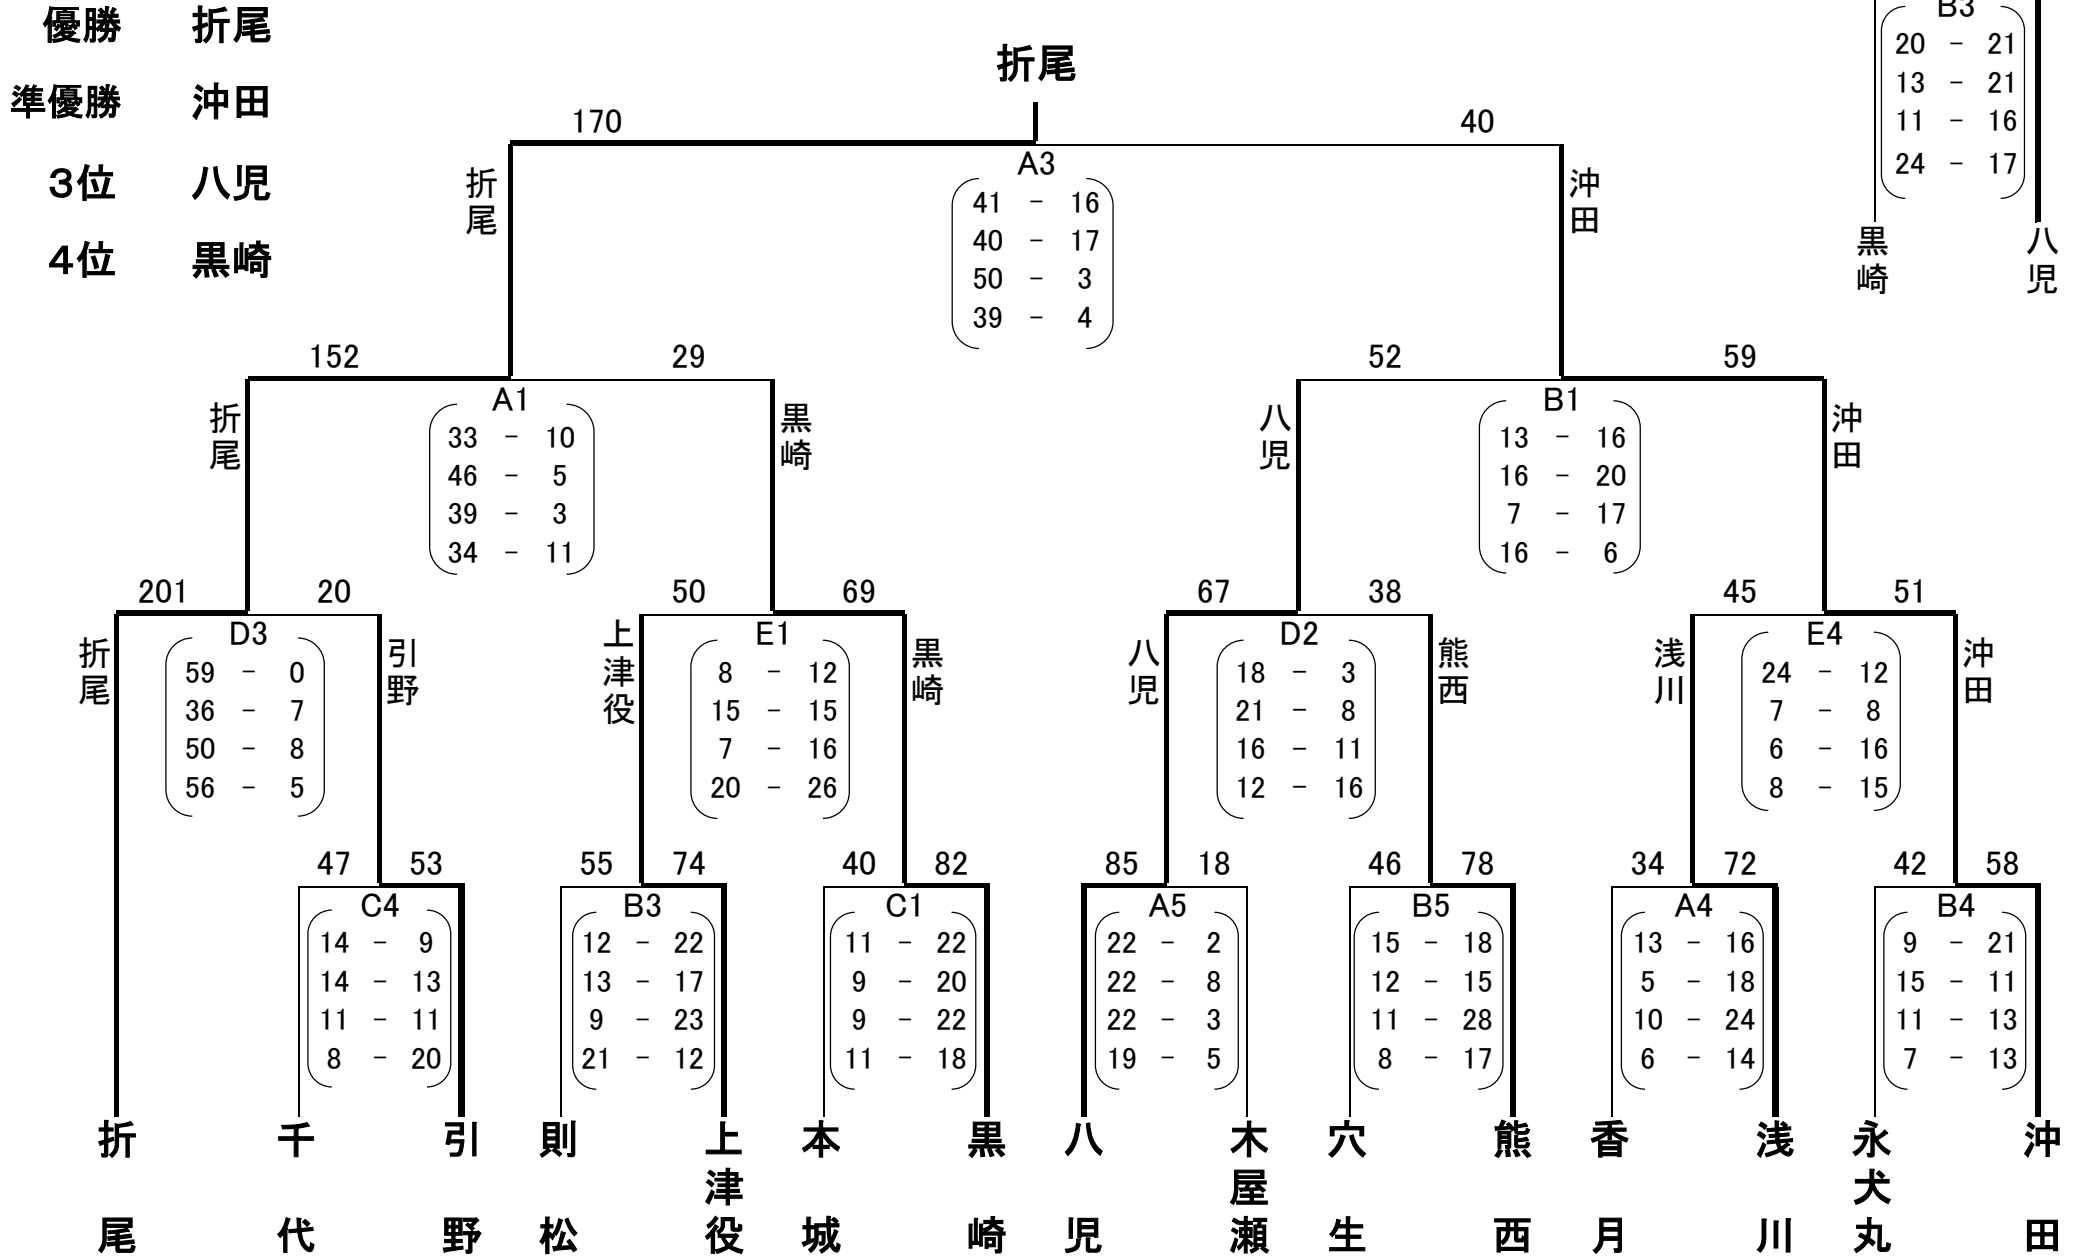 優勝 折尾
準優勝 沖田
３位 八児
４位 黒崎
折尾
B3
20 - 21
13 - 21
11 - 16
24 - 17
黒崎 八児
170 40
折尾 沖田
A3
41 - 16
40 - 17
50 - 3
39 - 4
152 29
折尾 黒崎
A1
33 - 10
46 - 5
39 - 3
34 - 11
52 59
八児 沖田
B1
13 - 16
16 - 20
7 - 17
16 - 6
201 20
折尾 引野
D3
59 - 0
36 - 7
50 - 8
56 - 5
50 69
上津役 黒崎
E1
8 - 12
15 - 15
7 - 16
20 - 26
67 38
八児 熊西
D2
18 - 3
21 - 8
16 - 11
12 - 16
45 51
浅川 沖田
E4
24 - 12
7 - 8
6 - 16
8 - 15
47 53
C4
14 - 9
14 - 13
11 - 11
8 - 20
55 74
B3
12 - 22
13 - 17
9 - 23
21 - 12
40 82
C1
11 - 22
9 - 20
9 - 22
11 - 18
85 18
A5
22 - 2
22 - 8
22 - 3
19 - 5
46 78
B5
15 - 18
12 - 15
11 - 28
8 - 17
34 72
A4
13 - 16
5 - 18
10 - 24
6 - 14
42 58
B4
9 - 21
15 - 11
11 - 13
7 - 13
折尾
千代
引野
則松
上津役
本城
黒崎
八児
木屋瀬
穴生
熊西
香月
浅川
永犬丸
沖田